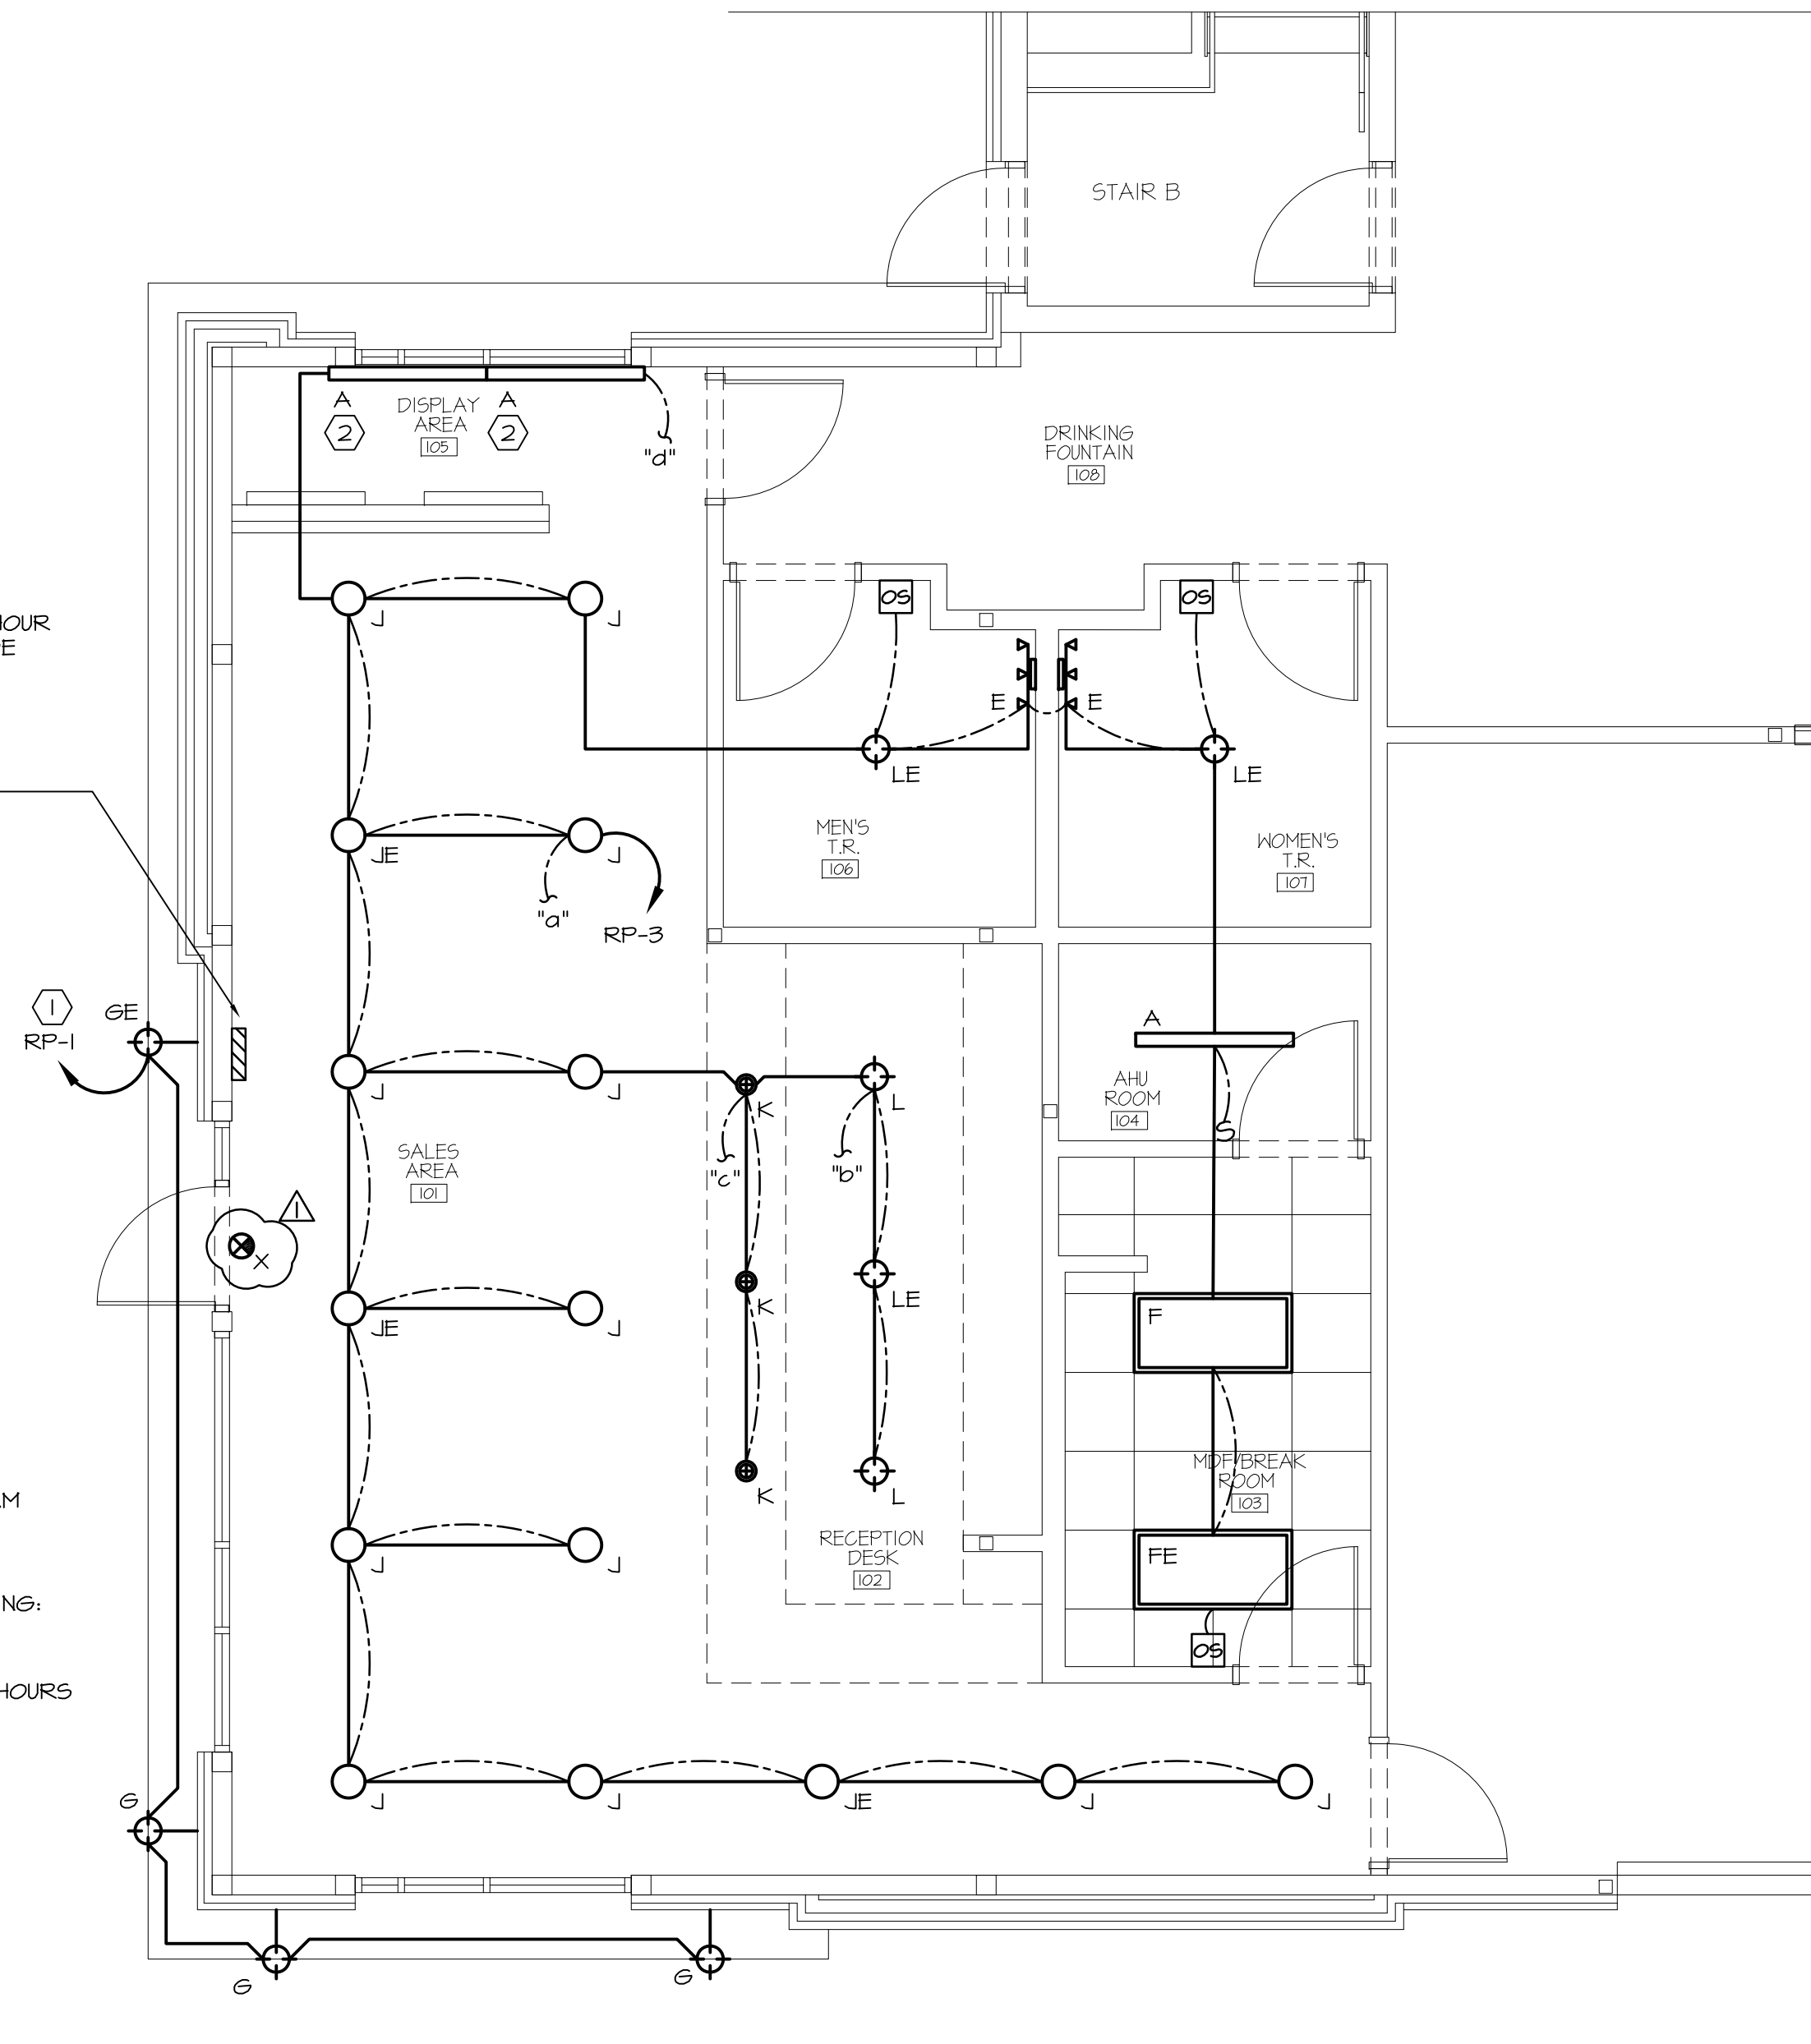 STAIR B
A
A
2
2
DISPLAY
AREA
105
"d"
DRINKING
FOUNTAIN
108
OS
OS
J
J
HOUR
E
E
E
LE
LE
MEN'S
T.R.
106
WOMEN'S
T.R.
107
JE
J
"a"
RP-3
1
GE
RP-1
A
AHU
ROOM
104
S
J
J
K
L
"c"
"b"
SALES
AREA
101
1
X
K
LE
F
JE
J
MDF/BREAK
ROOM
103
K
L
M
RECEPTION
DESK
102
J
J
FE
NG:
OS
HOURS
G
J
J
JE
J
J
G
G